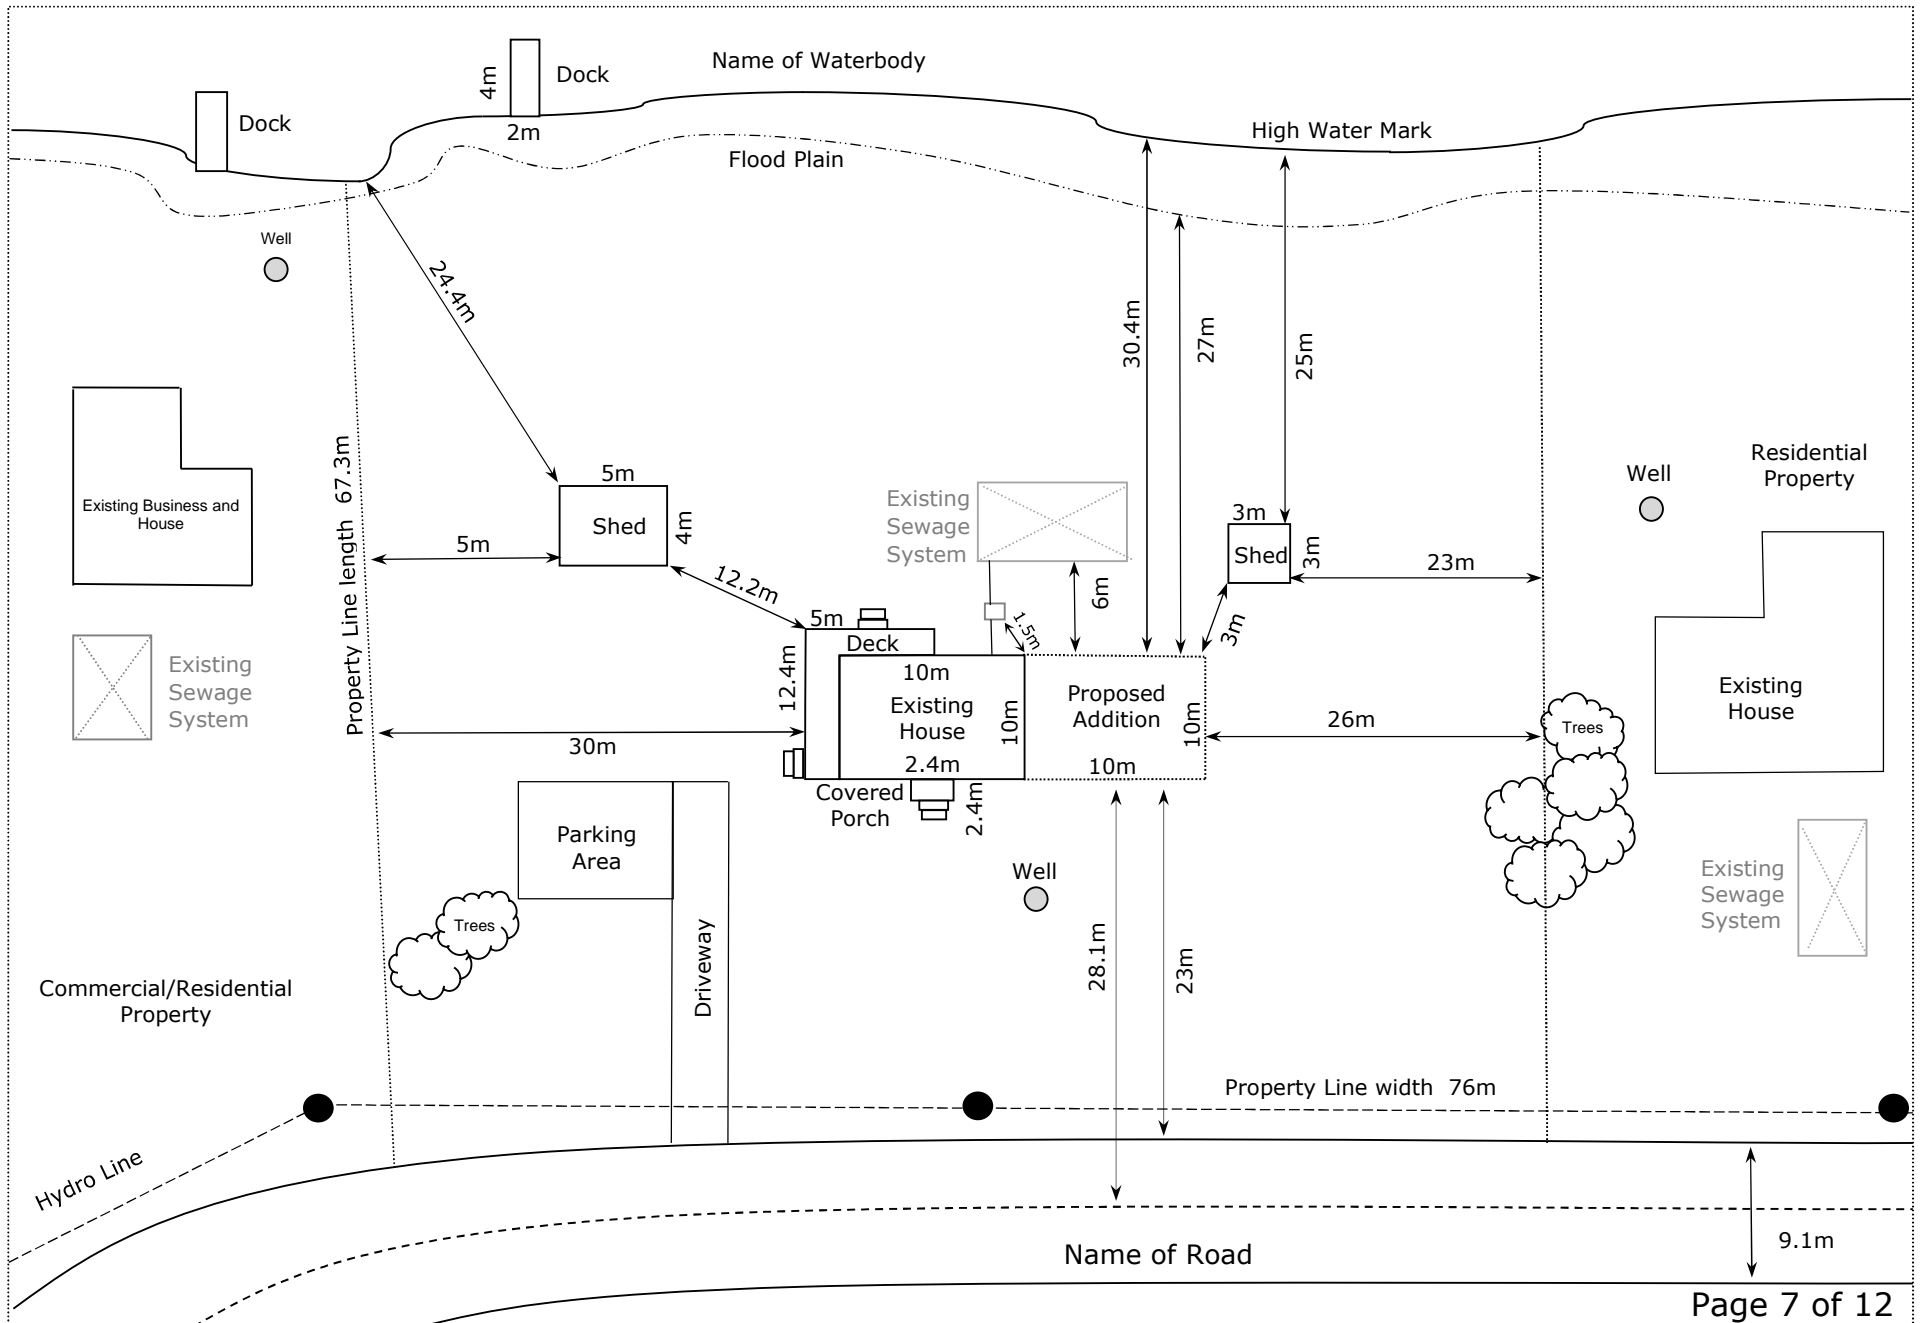 Name of Waterbody
Dock
4m
2m
Dock
High Water Mark
Flood Plain
Well
24.4m
30.4m
27m
25m
Property Line length 67.3m
Existing Business and
House
5m
Shed
4m
5m
12.2m
Existing
Sewage
System
6m
1.5m
3m
Shed
3m
3m
23m
Well
Residential
Property
Existing
Sewage
System
5m
Deck
12.4m
10m
Existing
House
10m
2.4m
Proposed
Addition
10m
10m
30m
26m
Trees
Existing
House
Covered
Porch
2.4m
Parking
Area
Driveway
Trees
Well
28.1m
23m
Existing
Sewage
System
Commercial/Residential
Property
Property Line width 76m
Hydro Line
Name of Road
9.1m
Page 7 of 12